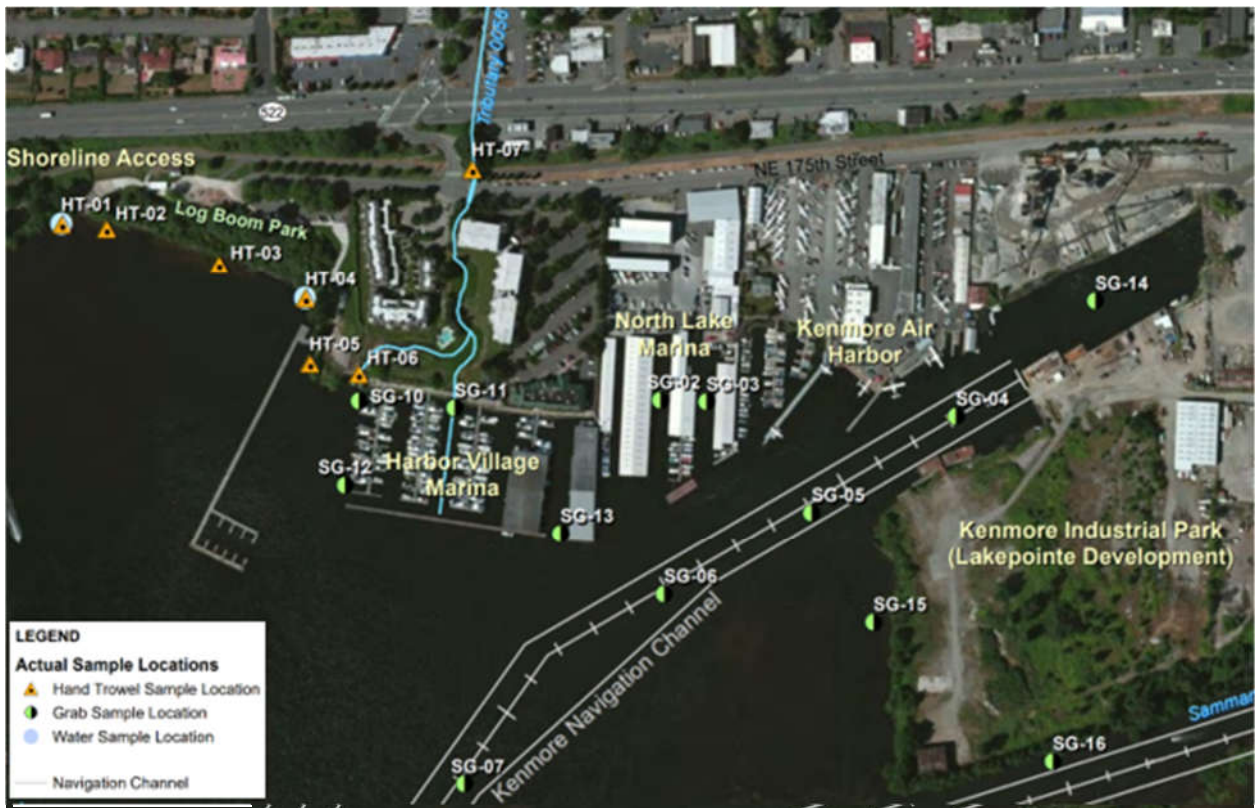 Tributary 0056
522
HT-07
Shoreline Access
NE 175th Street
HT-01
HT-02
Log Boom Park
HT-03
HT-04
SG-14
North Lake
Marina
Kenmore Air
Harbor
HT-05
HT-06
SG-10
SG-11
SG-02
SG-03
SG-04
SG-12
Harbor Village
Marina
SG-05
SG-13
Kenmore Industrial Park
(Lakepointe Development)
SG-06
SG-15
Kenmore Navigation Channel
SG-07
SG-16
Sammam
LEGEND
Actual Sample Locations
Hand Trowel Sample Location
Grab Sample Location
Water Sample Location
Navigation Channel